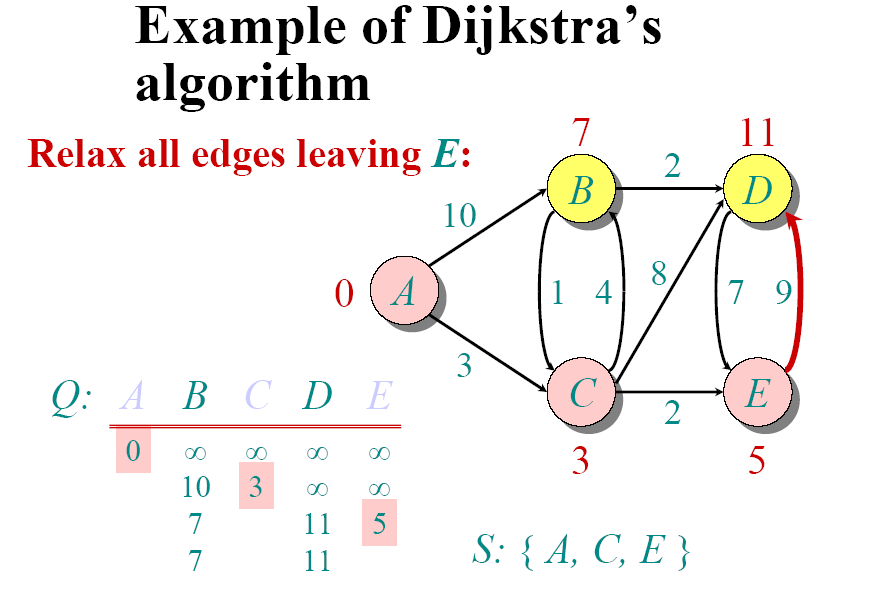 Example of Dijkstra's
algorithm
Relax all edges leaving E:
7 11
B 2 D
10
0 A 1 4 8 7 9
3
C 2 E
3 5
Q: A B C D E
0 ∞ ∞ ∞ ∞
10 3 ∞ ∞
7 11 5
7 11
S: { A, C, E }